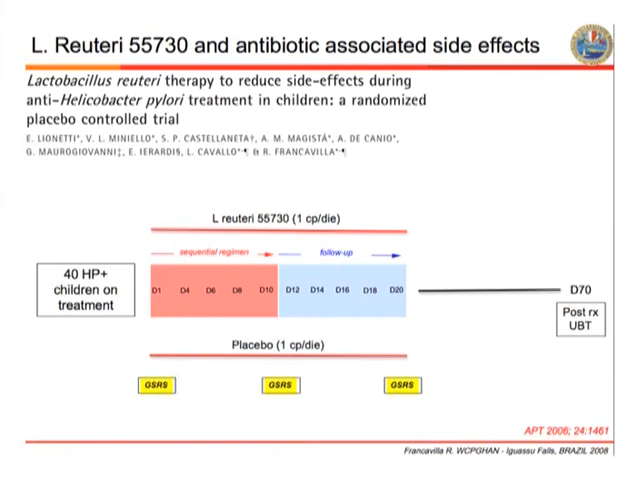 L. Reuteri 55730 and antibiotic associated side effects
Lactobacillus reuteri therapy to reduce side-effects during
anti-Helicobacter pylori treatment in children: a randomized
placebo controlled trial
E. LIONETTI*, V. L. MINIELLO*, S. P. CASTELLANETA†, A. M. MAGISTÁ*, A. DE CANIO*,
G. MAUROGIOVANNI‡, E. IERARDI§, L. CAVALLO*,¶ & R. FRANCAVILLA*,¶
L reuteri 55730 (1 cp/die)
sequential regimen
follow-up
40 HP+
children on
treatment
D1 D4 D6 D8 D10 D12 D14 D16 D18 D20
D70
Post rx
UBT
Placebo (1 cp/die)
GSRS GSRS GSRS
APT 2006; 24:1461
Francavilla R. WCPGHAN - Iguassu Falls, BRAZIL 2008